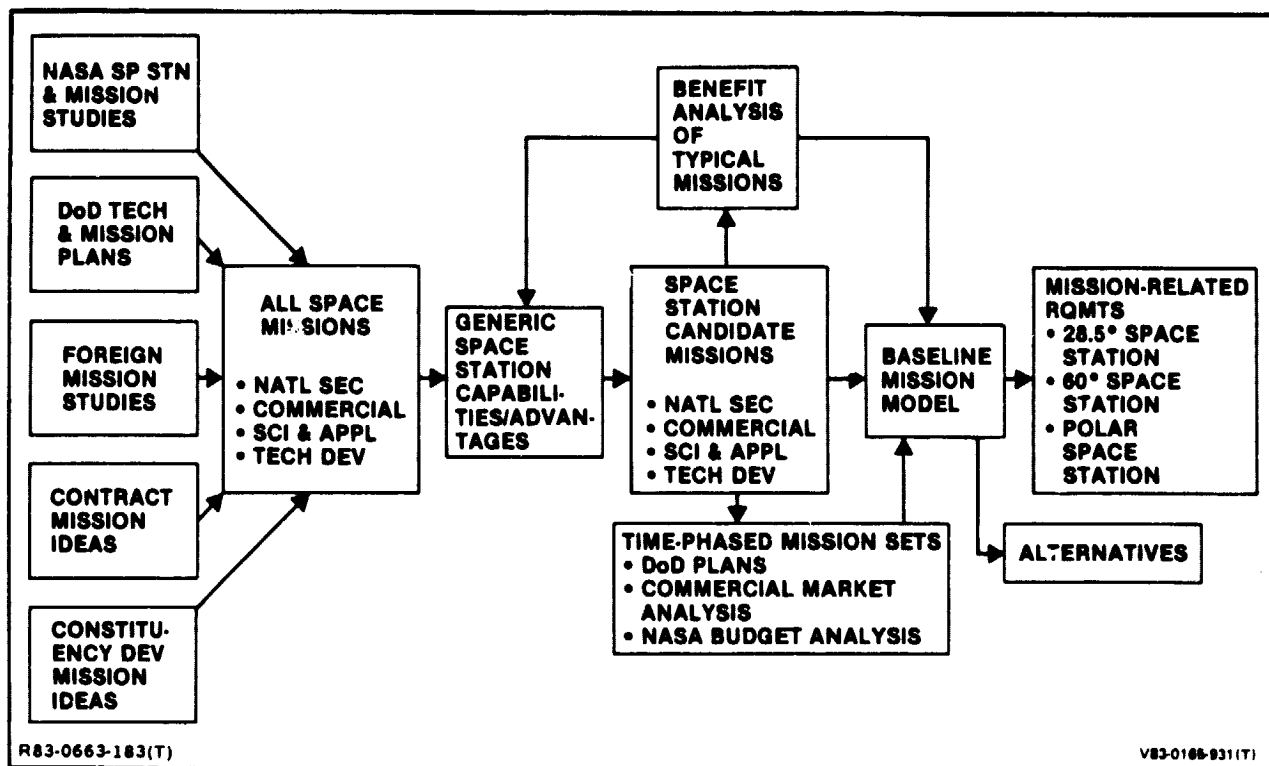 NASA SP STN
& MISSION
STUDIES
DoD TECH
& MISSION
PLANS
FOREIGN
MISSION
STUDIES
CONTRACT
MISSION
IDEAS
CONSTITU-
ENCY DEV
MISSION
IDEAS
ALL SPACE
MISSIONS
• NATL SEC
• COMMERCIAL
• SCI & APPL
• TECH DEV
GENERIC
SPACE
STATION
CAPABILI-
TIES/ADVAN-
TAGES
BENEFIT
ANALYSIS
OF
TYPICAL
MISSIONS
SPACE
STATION
CANDIDATE
MISSIONS
• NATL SEC
• COMMERCIAL
• SCI & APPL
• TECH DEV
TIME-PHASED MISSION SETS
• DoD PLANS
• COMMERCIAL MARKET
ANALYSIS
• NASA BUDGET ANALYSIS
BASELINE
MISSION
MODEL
MISSION-RELATED
RQMTS
• 28.5° SPACE
STATION
• 60° SPACE
STATION
• POLAR
SPACE
STATION
ALTERNATIVES
R83-0663-183(T)
V83-0166-931(T)